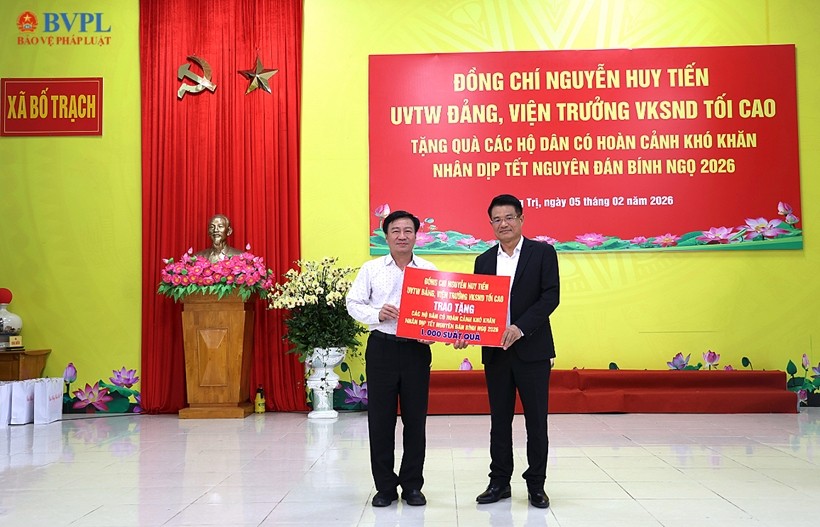 BVPL
BẢO VỆ PHÁP LUẬT
XÃ BỐ TRẠCH
ĐỒNG CHÍ NGUYỄN HUY TIẾN
UVTW ĐẢNG, VIỆN TRƯỞNG VKSND TỐI CAO
TẶNG QUÀ CÁC HỘ DÂN CÓ HOÀN CẢNH KHÓ KHĂN
NHÂN DỊP TẾT NGUYÊN ĐÁN BÍNH NGỌ 2026
Trị, ngày 05 tháng 02 năm 2026
ĐỒNG CHÍ NGUYỄN HUY TIẾN
UVTW ĐẢNG, VIỆN TRƯỞNG VKSND TỐI CAO
TRAO TẶNG
CÁC HỘ DÂN CÓ HOÀN CẢNH KHÓ KHĂN
NHÂN DỊP TẾT NGUYÊN ĐÁN BÍNH NGỌ 2026
1.000 SUẤT QUÀ